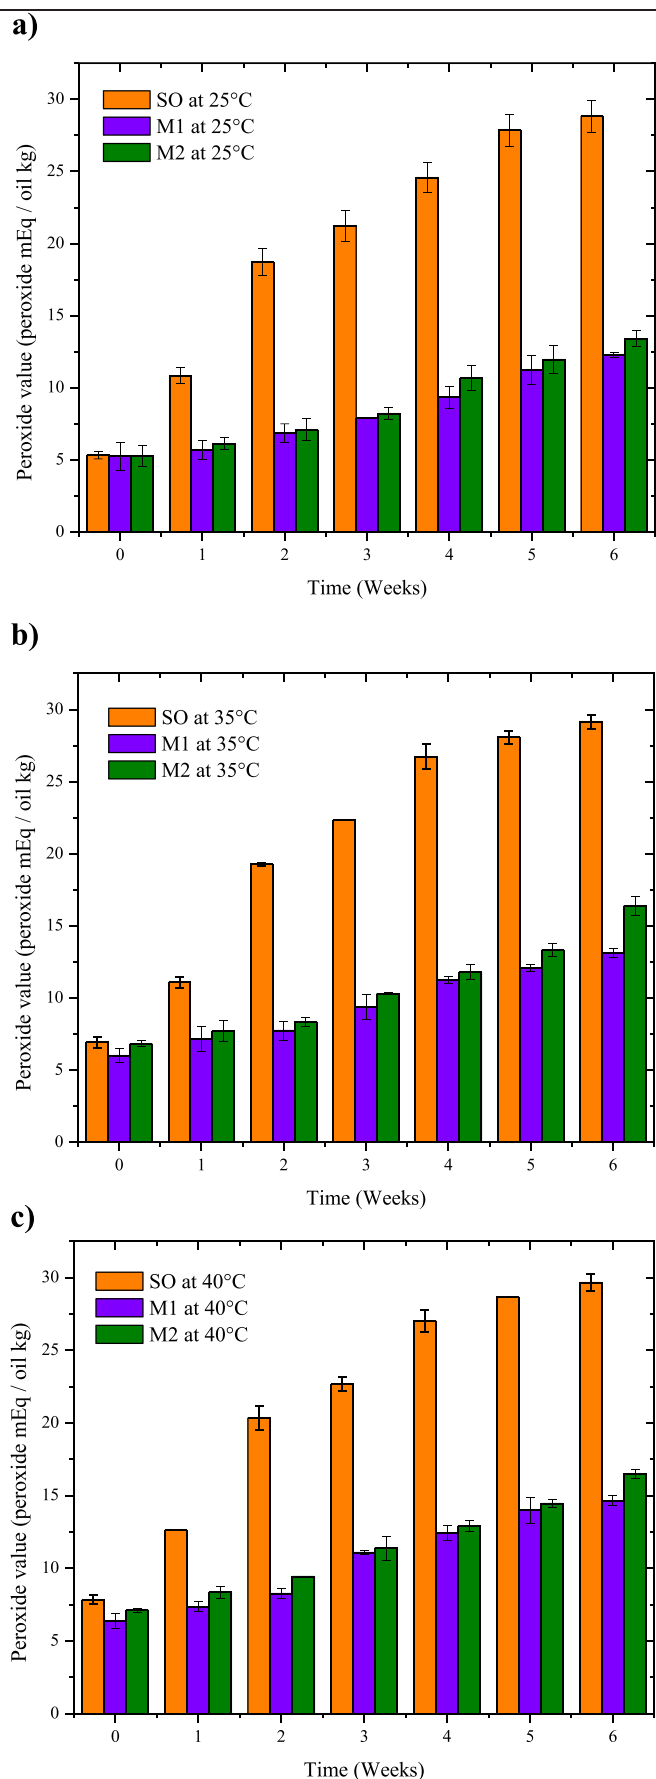 a)
Peroxide value (peroxide mEq / oil kg)
30
25
20
15
10
5
0
SO at 25°C
M1 at 25°C
M2 at 25°C
0 1 2 3 4 5 6
Time (Weeks)
b)
Peroxide value (peroxide mEq / oil kg)
30
25
20
15
10
5
0
SO at 35°C
M1 at 35°C
M2 at 35°C
0 1 2 3 4 5 6
Time (Weeks)
c)
Peroxide value (peroxide mEq / oil kg)
30
25
20
15
10
5
0
SO at 40°C
M1 at 40°C
M2 at 40°C
0 1 2 3 4 5 6
Time (Weeks)